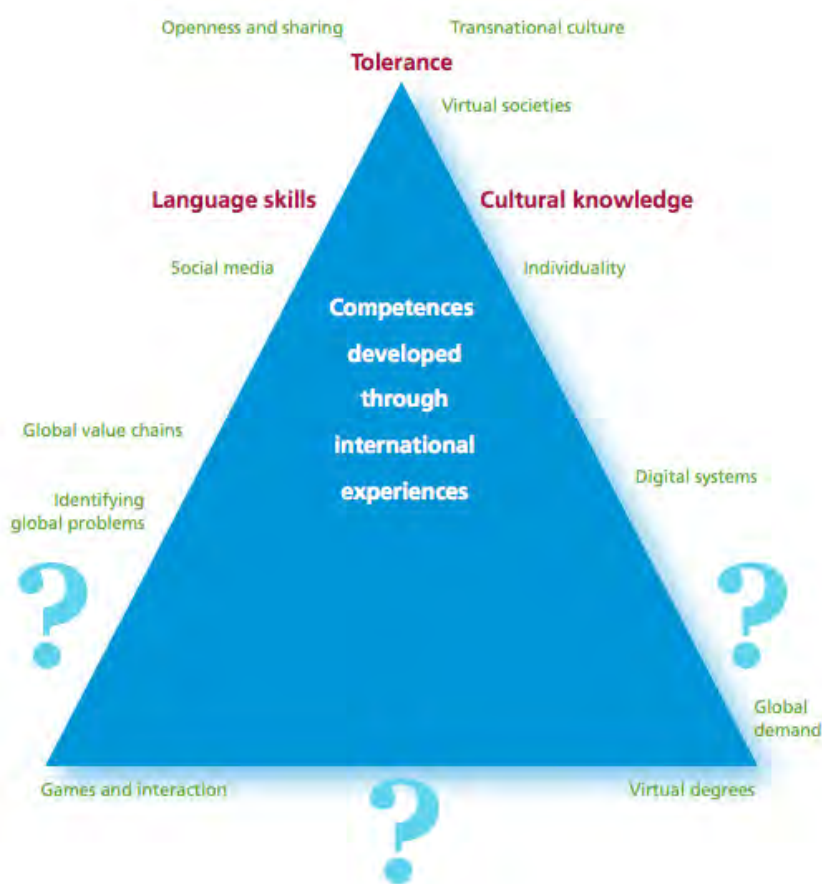 Openness and sharing
Transnational culture
Tolerance
Virtual societies
Language skills
Cultural knowledge
Social media
Individuality
Competences
developed
through
international
experiences
Global value chains
Digital systems
Identifying
global problems
?
?
Global
demand
Games and interaction
Virtual degrees
?